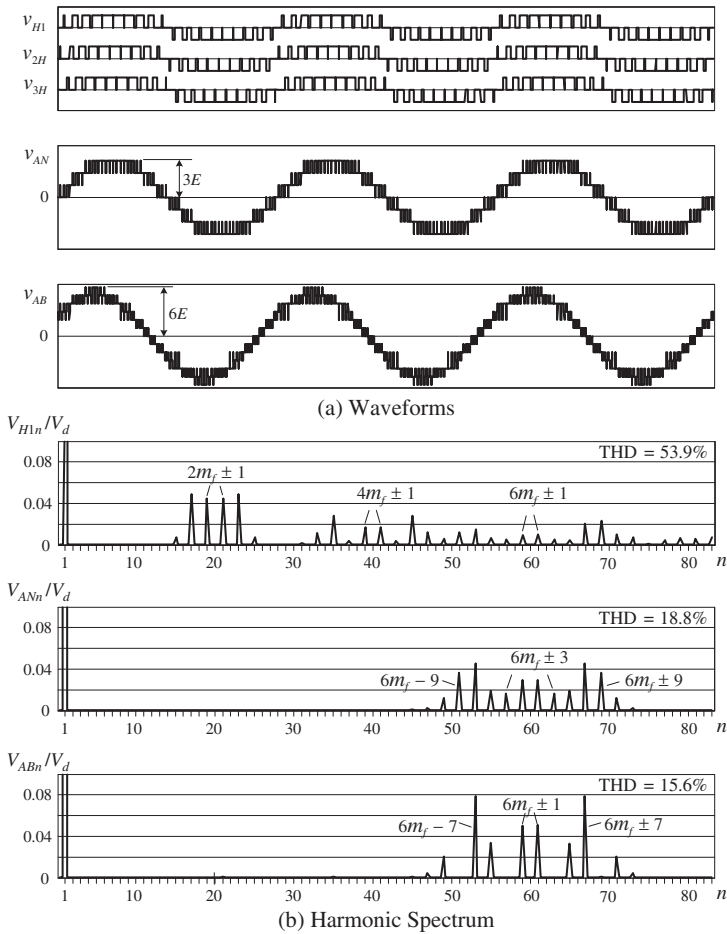 v_H1
v_2H
v_3H
v_AN
3E
0
v_AB
6E
0
(a) Waveforms
V_H1n/V_d
THD = 53.9%
0.08
2m_f ± 1
4m_f ± 1
6m_f ± 1
0.04
0
1 10 20 30 40 50 60 70 80 n
V_ANn/V_d
THD = 18.8%
0.08
6m_f ± 3
0.04
6m_f − 9
6m_f ± 9
0
1 10 20 30 40 50 60 70 80 n
V_ABn/V_d
THD = 15.6%
0.08
6m_f ± 1
6m_f − 7
6m_f ± 7
0.04
0
1 10 20 30 40 50 60 70 80 n
(b) Harmonic Spectrum